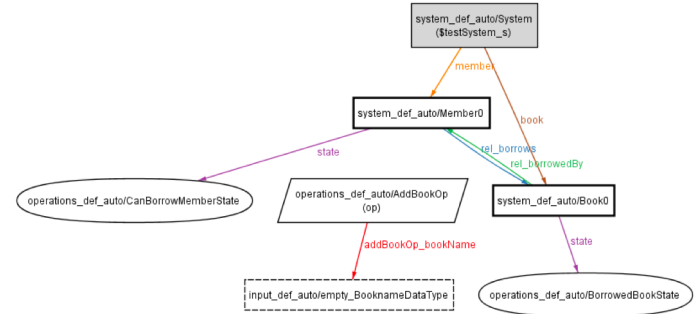 system_def_auto/System
($testSystem_s)
member
system_def_auto/Member0
book
rel_borrows
rel_borrowedBy
state
operations_def_auto/CanBorrowMemberState
operations_def_auto/AddBookOp
(op)
system_def_auto/Book0
addBookOp_bookName
state
input_def_auto/empty_BooknameDataType
operations_def_auto/BorrowedBookState